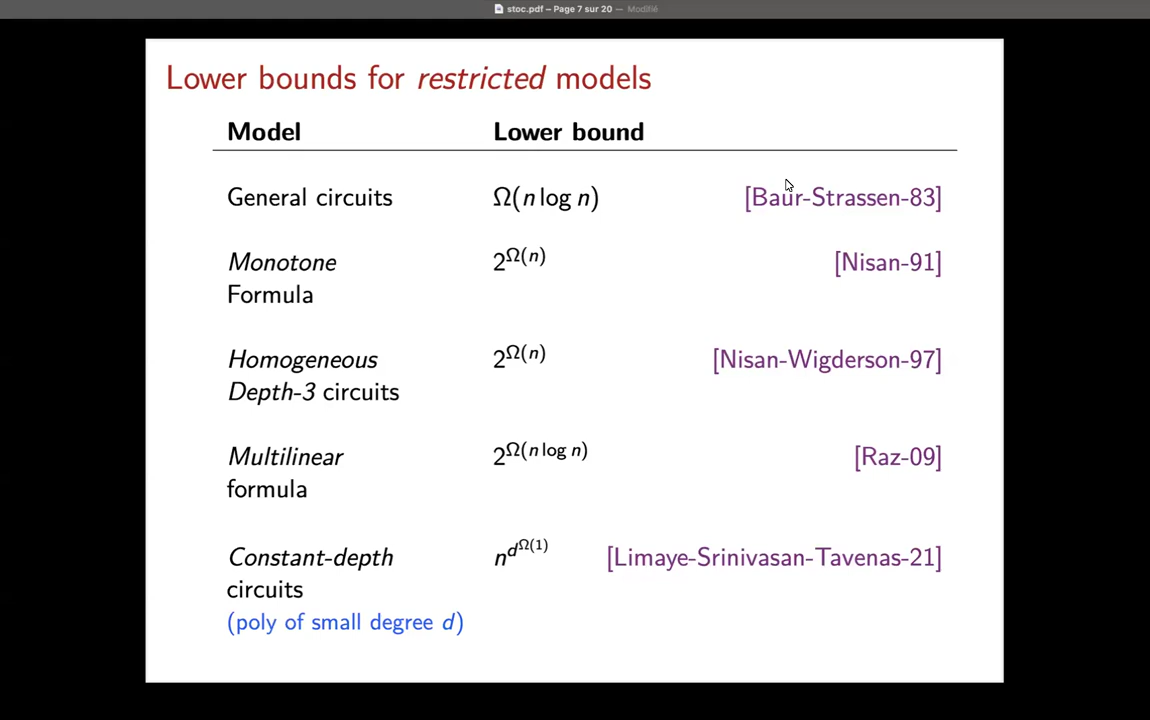 stoc.pdf – Page 7 sur 20 — Modifié
Lower bounds for restricted models
Model Lower bound
General circuits Ω(n log n) [Baur-Strassen-83]
Monotone 2^{Ω(n)} [Nisan-91]
Formula
Homogeneous 2^{Ω(n)} [Nisan-Wigderson-97]
Depth-3 circuits
Multilinear 2^{Ω(n log n)} [Raz-09]
formula
Constant-depth n^{d^{Ω(1)}} [Limaye-Srinivasan-Tavenas-21]
circuits
(poly of small degree d)